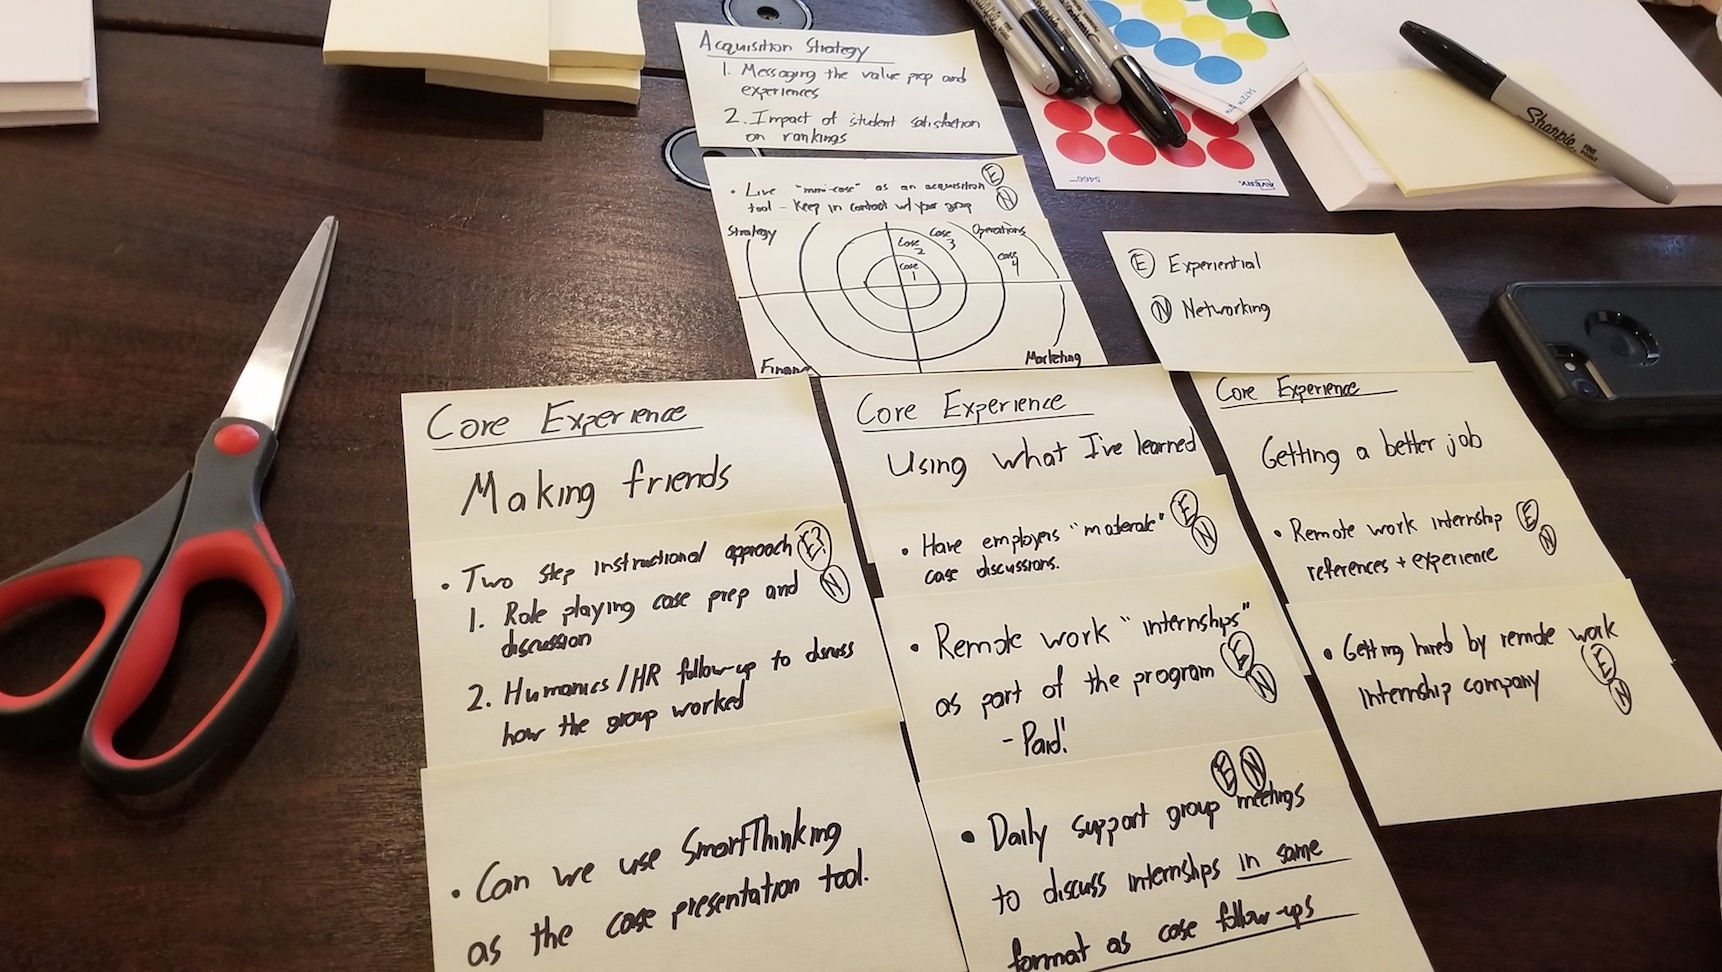 Acquisition Strategy
1. Messaging the value prop and
experiences
2. Impact of student satisfaction
on rankings
• Live "mini-case" as an acquisition
tool - Keep in contact w/ your group
E
N
Strategy
Operations
Case
1
Case
2
Case
3
Case
4
Finance
Marketing
E Experiential
N Networking
Core Experience
Making friends
• Two step instructional approach E?
N
1. Role playing case prep and
discussion
2. Humanics/HR follow-up to discuss
how the group worked
• Can we use SmartThinking
as the case presentation tool.
Core Experience
Using what I've learned
• Have employers "moderate" E
case discussions. N
• Remote work "internships"
as part of the program E
N
- Paid!
E N
• Daily support group meetings
to discuss internships in same
format as case follow-ups
Core Experience
Getting a better job
• Remote work internship E
references + experience N
• Getting hired by remote work
internship company E
N
Sharpie
FINE
POINT
AVERY
5466